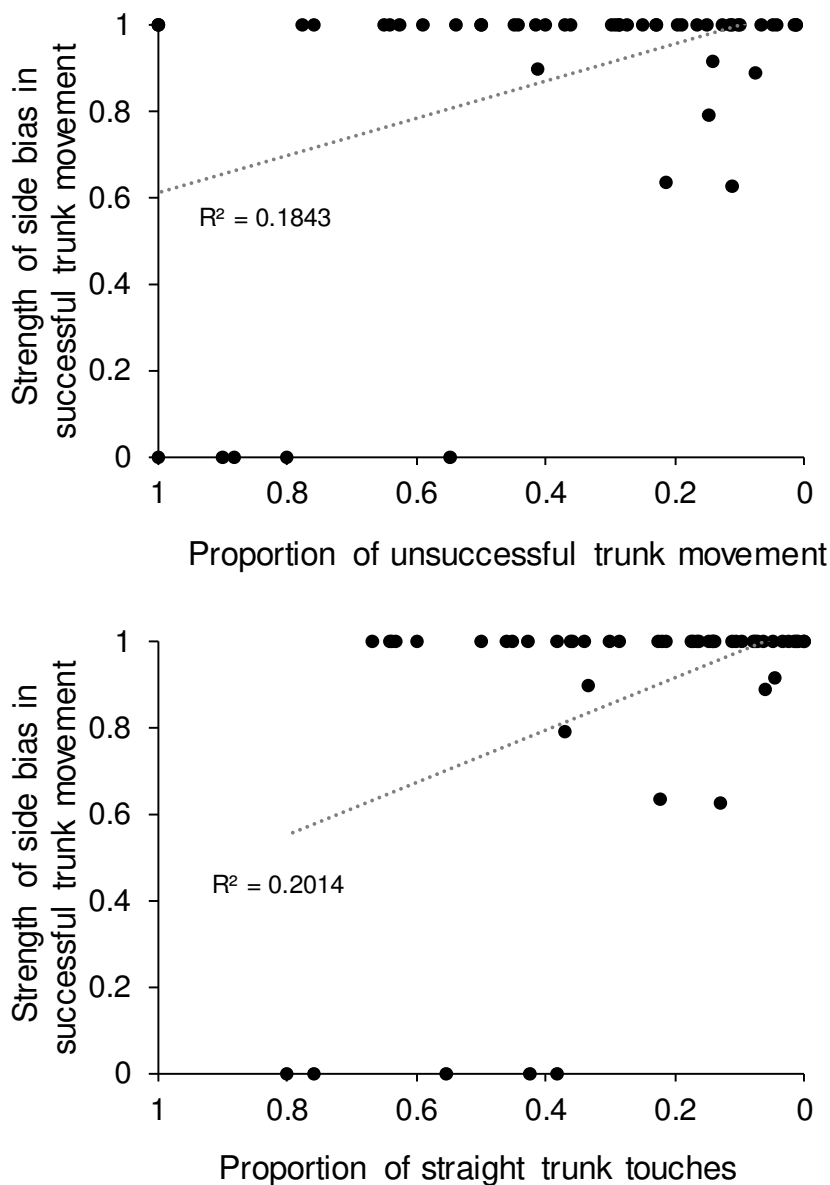 Strength of side bias in
successful trunk movement
1
0.8
0.6
0.4
0.2
0
R² = 0.1843
1 0.8 0.6 0.4 0.2 0
Proportion of unsuccessful trunk movement
Strength of side bias in
successful trunk movement
1
0.8
0.6
0.4
0.2
0
R² = 0.2014
1 0.8 0.6 0.4 0.2 0
Proportion of straight trunk touches